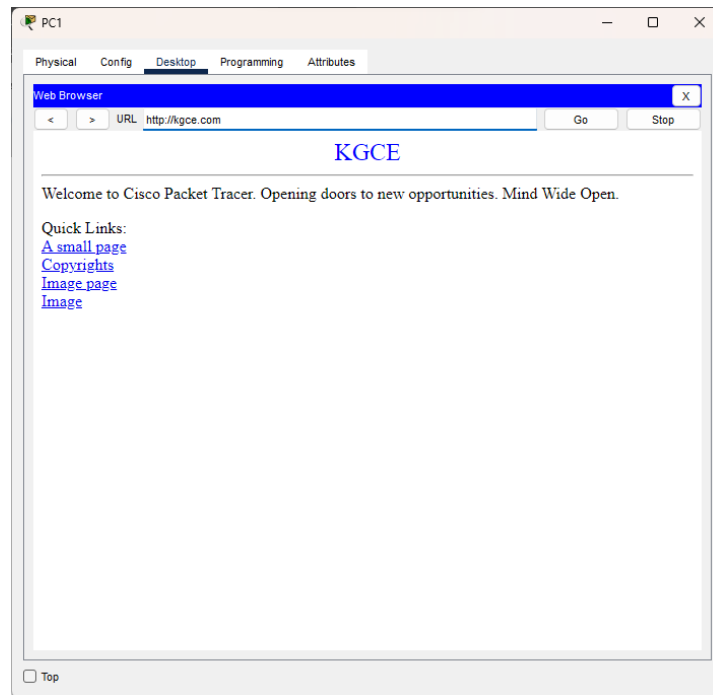 PC1
Physical Config Desktop Programming Attributes
Web Browser X
< > URL http://kgce.com Go Stop
KGCE
Welcome to Cisco Packet Tracer. Opening doors to new opportunities. Mind Wide Open.
Quick Links:
A small page
Copyrights
Image page
Image
Top